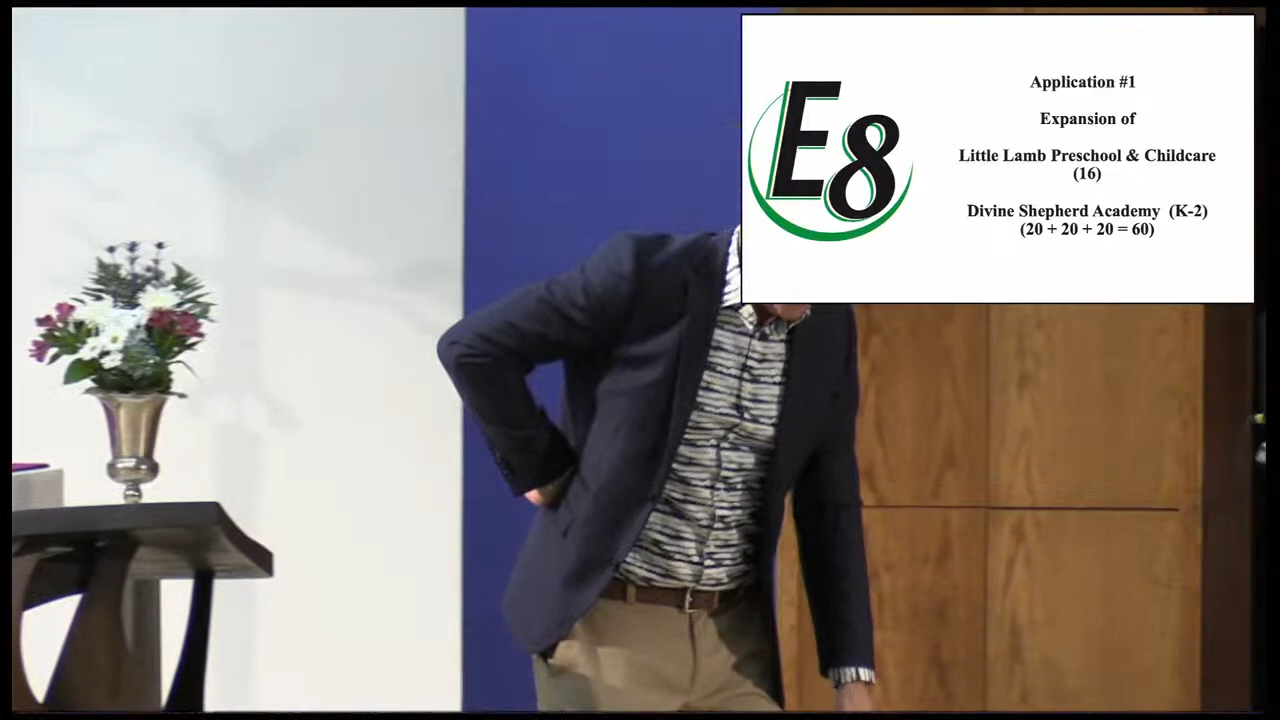 E8
Application #1
Expansion of
Little Lamb Preschool & Childcare
(16)
Divine Shepherd Academy (K-2)
(20 + 20 + 20 = 60)